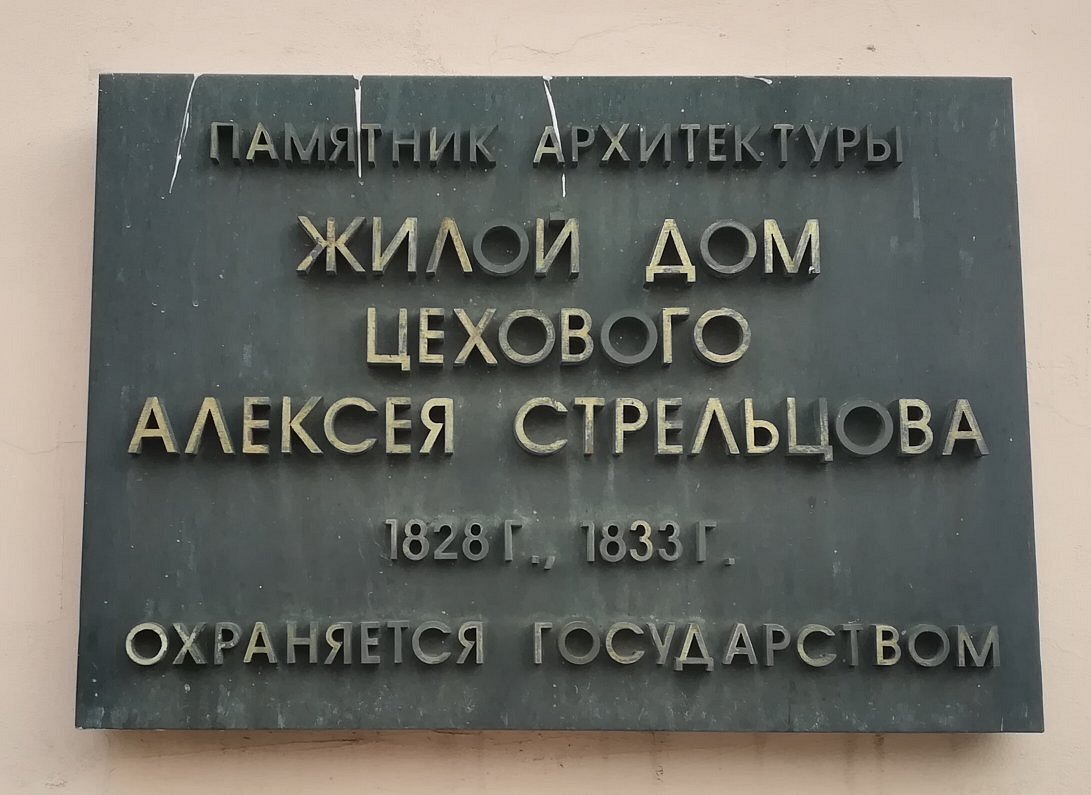 ПАМЯТНИК АРХИТЕКТУРЫ
ЖИЛОЙ ДОМ
ЦЕХОВОГО
АЛЕКСЕЯ СТРЕЛЬЦОВА
1828 Г., 1833 Г.
ОХРАНЯЕТСЯ ГОСУДАРСТВОМ